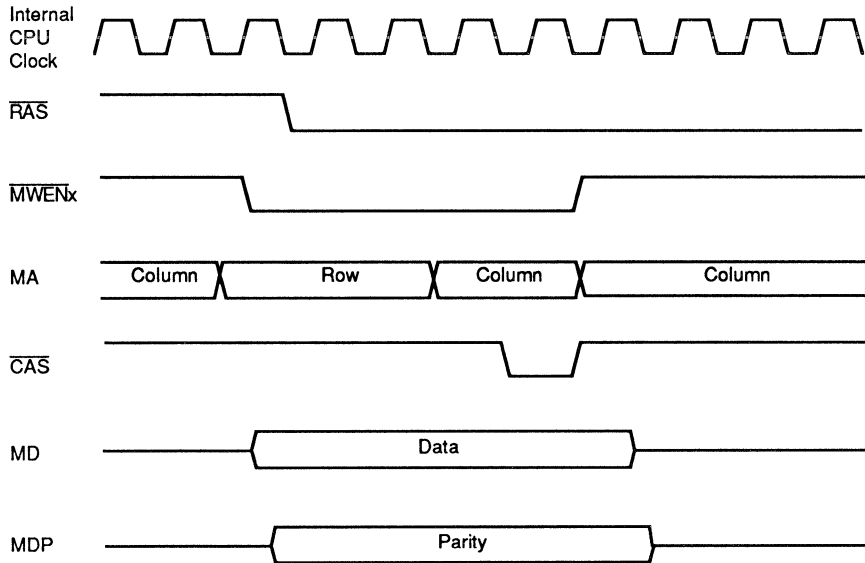 Internal
CPU
Clock
RAS
MWENx
MA
Column
Row
Column
Column
CAS
MD
Data
MDP
Parity